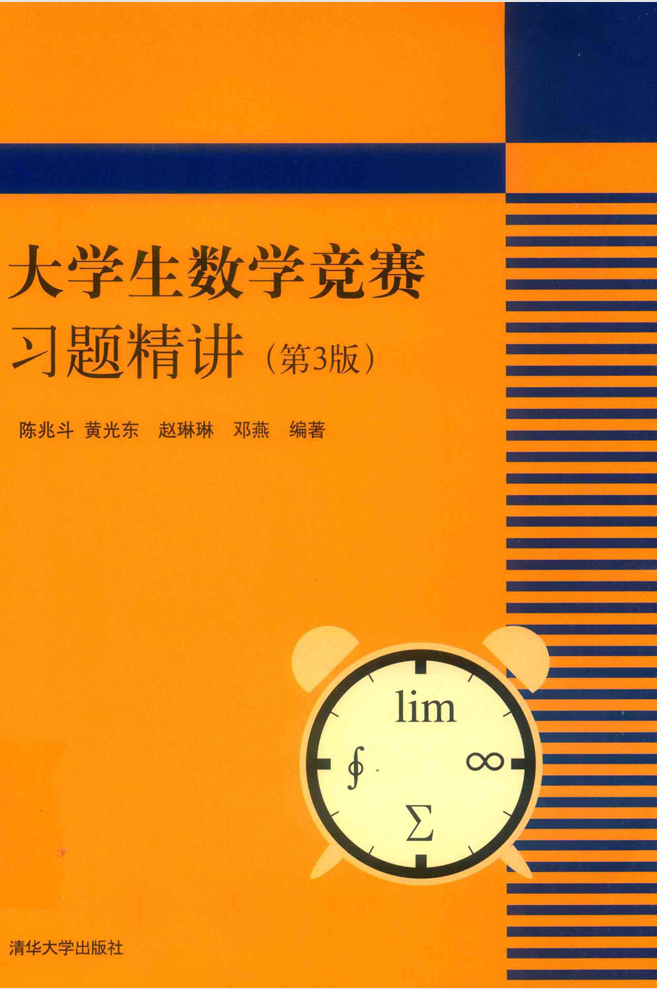 大学生数学竞赛
习题精讲（第3版）
陈兆斗 黄光东 赵琳琳 邓燕 编著
lim
∮ ∞
∑
清华大学出版社